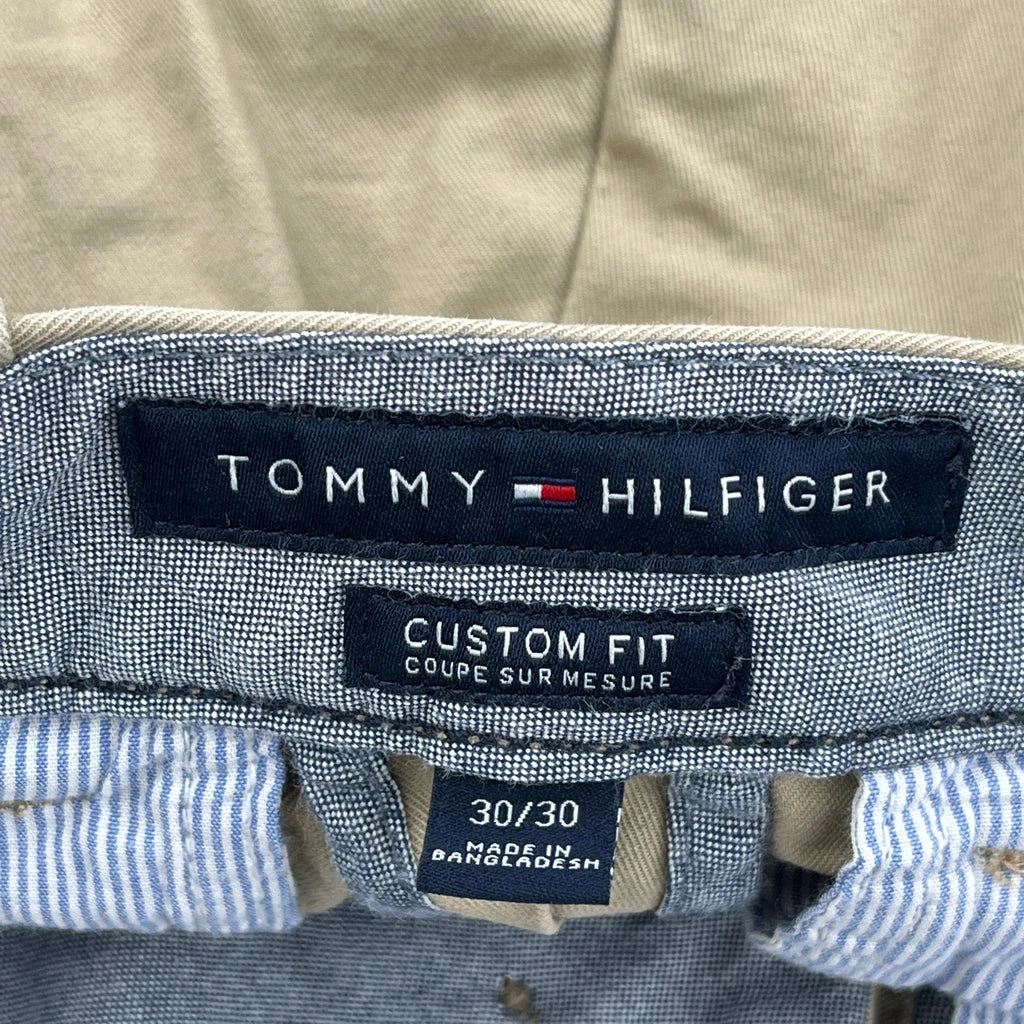 TOMMY HILFIGER
CUSTOM FIT
COUPE SUR MESURE
30/30
MADE IN
BANGLADESH